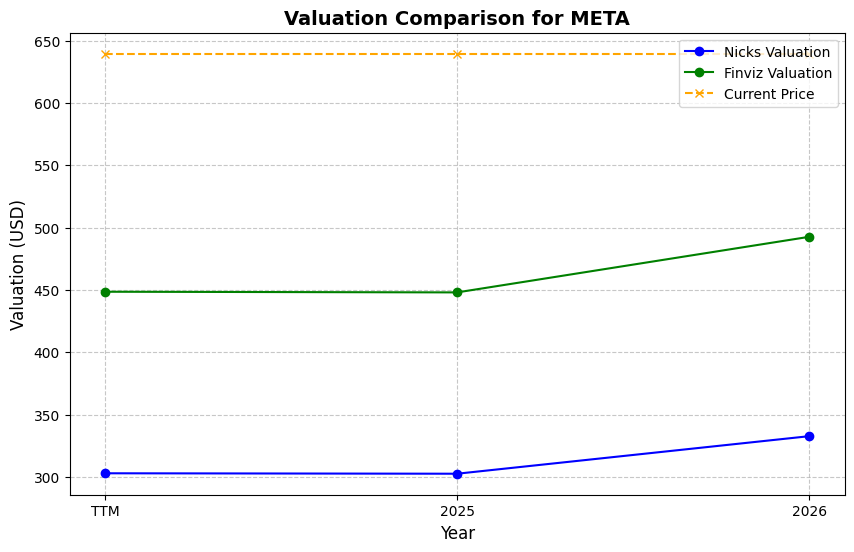 Valuation Comparison for META
Nicks Valuation
Finviz Valuation
Current Price
Valuation (USD)
650
600
550
500
450
400
350
300
TTM
2025
2026
Year